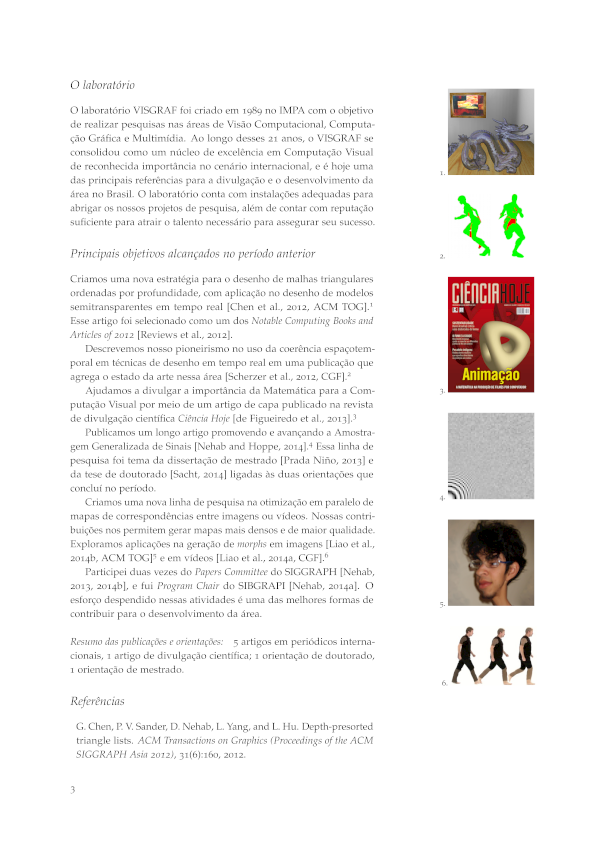 O laboratório
O laboratório VISGRAF foi criado em 1989 no IMPA com o objetivo
de realizar pesquisas nas áreas de Visão Computacional, Computa-
ção Gráfica e Multimídia. Ao longo desses 21 anos, o VISGRAF se
consolidou como um núcleo de excelência em Computação Visual
de reconhecida importância no cenário internacional, e é hoje uma
das principais referências para a divulgação e o desenvolvimento da
área no Brasil. O laboratório conta com instalações adequadas para
abrigar os nossos projetos de pesquisa, além de contar com reputação
suficiente para atrair o talento necessário para assegurar seu sucesso.
Principais objetivos alcançados no período anterior
Criamos uma nova estratégia para o desenho de malhas triangulares
ordenadas por profundidade, com aplicação no desenho de modelos
semitransparentes em tempo real [Chen et al., 2012, ACM TOG].1
Esse artigo foi selecionado como um dos Notable Computing Books and
Articles of 2012 [Reviews et al., 2012].
Descrevemos nosso pioneirismo no uso da coerência espaçotem-
poral em técnicas de desenho em tempo real em uma publicação que
agrega o estado da arte nessa área [Scherzer et al., 2012, CGF].2
Ajudamos a divulgar a importância da Matemática para a Com-
putação Visual por meio de um artigo de capa publicado na revista
de divulgação científica Ciência Hoje [de Figueiredo et al., 2013].3
Publicamos um longo artigo promovendo e avançando a Amostra-
gem Generalizada de Sinais [Nehab and Hoppe, 2014].4 Essa linha de
pesquisa foi tema da dissertação de mestrado [Prada Niño, 2013] e
da tese de doutorado [Sacht, 2014] ligadas às duas orientações que
concluí no período.
Criamos uma nova linha de pesquisa na otimização em paralelo de
mapas de correspondências entre imagens ou vídeos. Nossas contri-
buições nos permitem gerar mapas mais densos e de maior qualidade.
Exploramos aplicações na geração de morphs em imagens [Liao et al.,
2014b, ACM TOG]5 e em vídeos [Liao et al., 2014a, CGF].6
Participei duas vezes do Papers Committee do SIGGRAPH [Nehab,
2013, 2014b], e fui Program Chair do SIBGRAPI [Nehab, 2014a]. O
esforço despendido nessas atividades é uma das melhores formas de
contribuir para o desenvolvimento da área.
Resumo das publicações e orientações: 5 artigos em periódicos interna-
cionais, 1 artigo de divulgação científica; 1 orientação de doutorado,
1 orientação de mestrado.
Referências
G. Chen, P. V. Sander, D. Nehab, L. Yang, and L. Hu. Depth-presorted
triangle lists. ACM Transactions on Graphics (Proceedings of the ACM
SIGGRAPH Asia 2012), 31(6):160, 2012.
3
1.
2.
CIÊNCIA HOJE
Animação
3.
4.
5.
6.